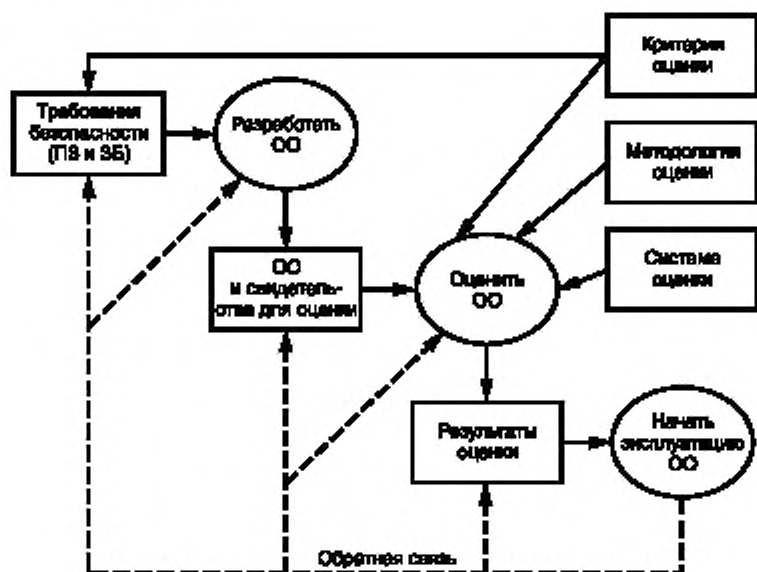 Критерии
оценки
Требования
безопасности
(ПЗ и ЗБ)
Разработать
ОО
Методология
оценки
ОО
и свидетель-
ства для оценки
Оценить
ОО
Система
оценки
Результаты
оценки
Начать
эксплуатацию
ОО
Обратная связь